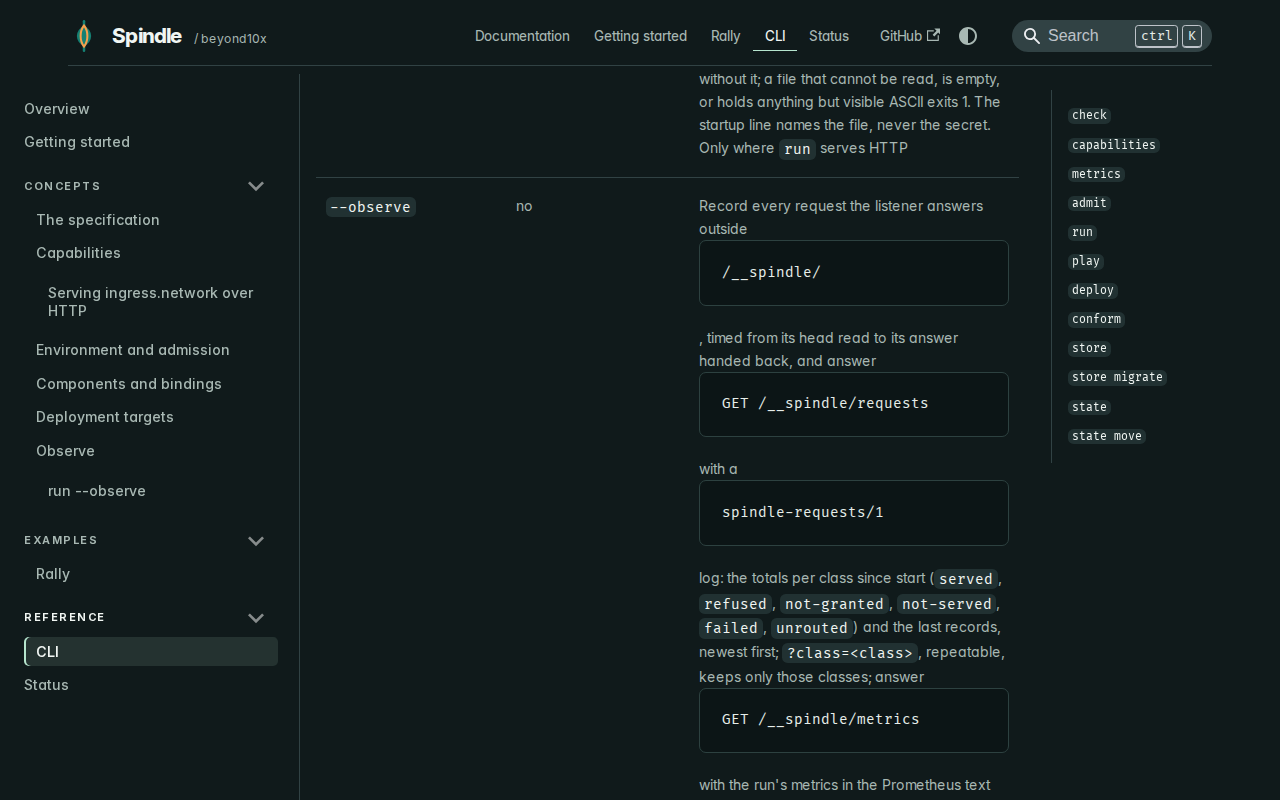 Spindle / beyond10x
Documentation Getting started Rally CLI Status GitHub Search ctrl K
Overview
Getting started
CONCEPTS
The specification
Capabilities
Serving ingress.network over
HTTP
Environment and admission
Components and bindings
Deployment targets
Observe
run --observe
EXAMPLES
Rally
REFERENCE
CLI
Status
without it; a file that cannot be read, is empty,
or holds anything but visible ASCII exits 1. The
startup line names the file, never the secret.
Only where run serves HTTP
--observe no Record every request the listener answers
outside
/__spindle/
, timed from its head read to its answer
handed back, and answer
GET /__spindle/requests
with a
spindle-requests/1
log: the totals per class since start (served,
refused, not-granted, not-served,
failed, unrouted) and the last records,
newest first; ?class=<class>, repeatable,
keeps only those classes; answer
GET /__spindle/metrics
with the run's metrics in the Prometheus text
check
capabilities
metrics
admit
run
play
deploy
conform
store
store migrate
state
state move